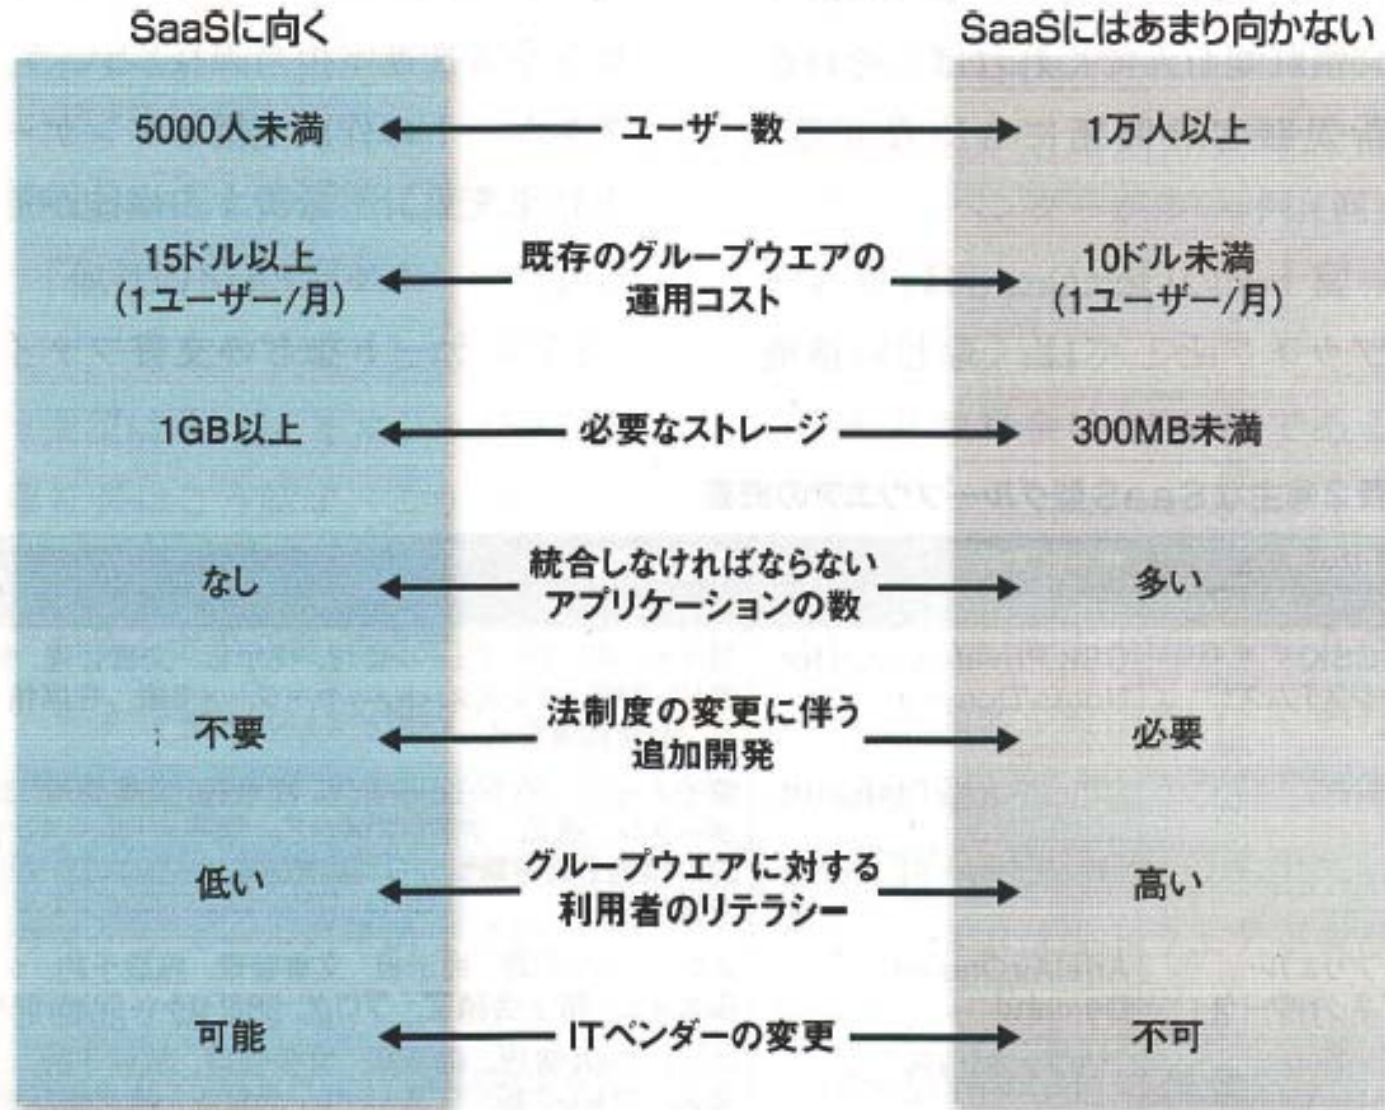 SaaSに向く
SaaSにはあまり向かない
5000人未満
ユーザー数
1万人以上
15ドル以上
(1ユーザー/月)
既存のグループウエアの
運用コスト
10ドル未満
(1ユーザー/月)
1GB以上
必要なストレージ
300MB未満
なし
統合しなければならない
アプリケーションの数
多い
不要
法制度の変更に伴う
追加開発
必要
低い
グループウエアに対する
利用者のリテラシー
高い
可能
ITベンダーの変更
不可